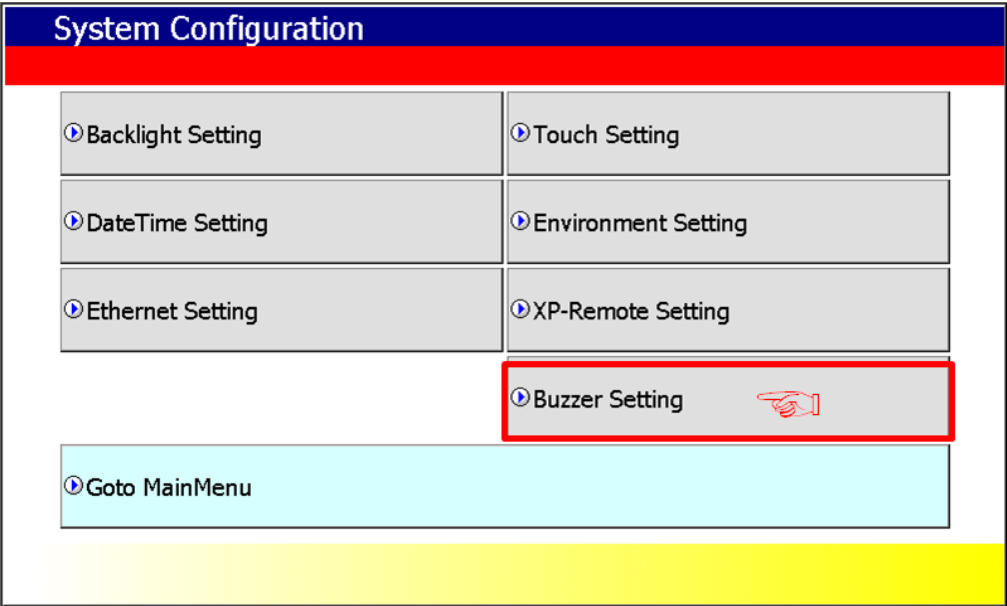 System Configuration
Backlight Setting
Touch Setting
DateTime Setting
Environment Setting
Ethernet Setting
XP-Remote Setting
Buzzer Setting
Goto MainMenu